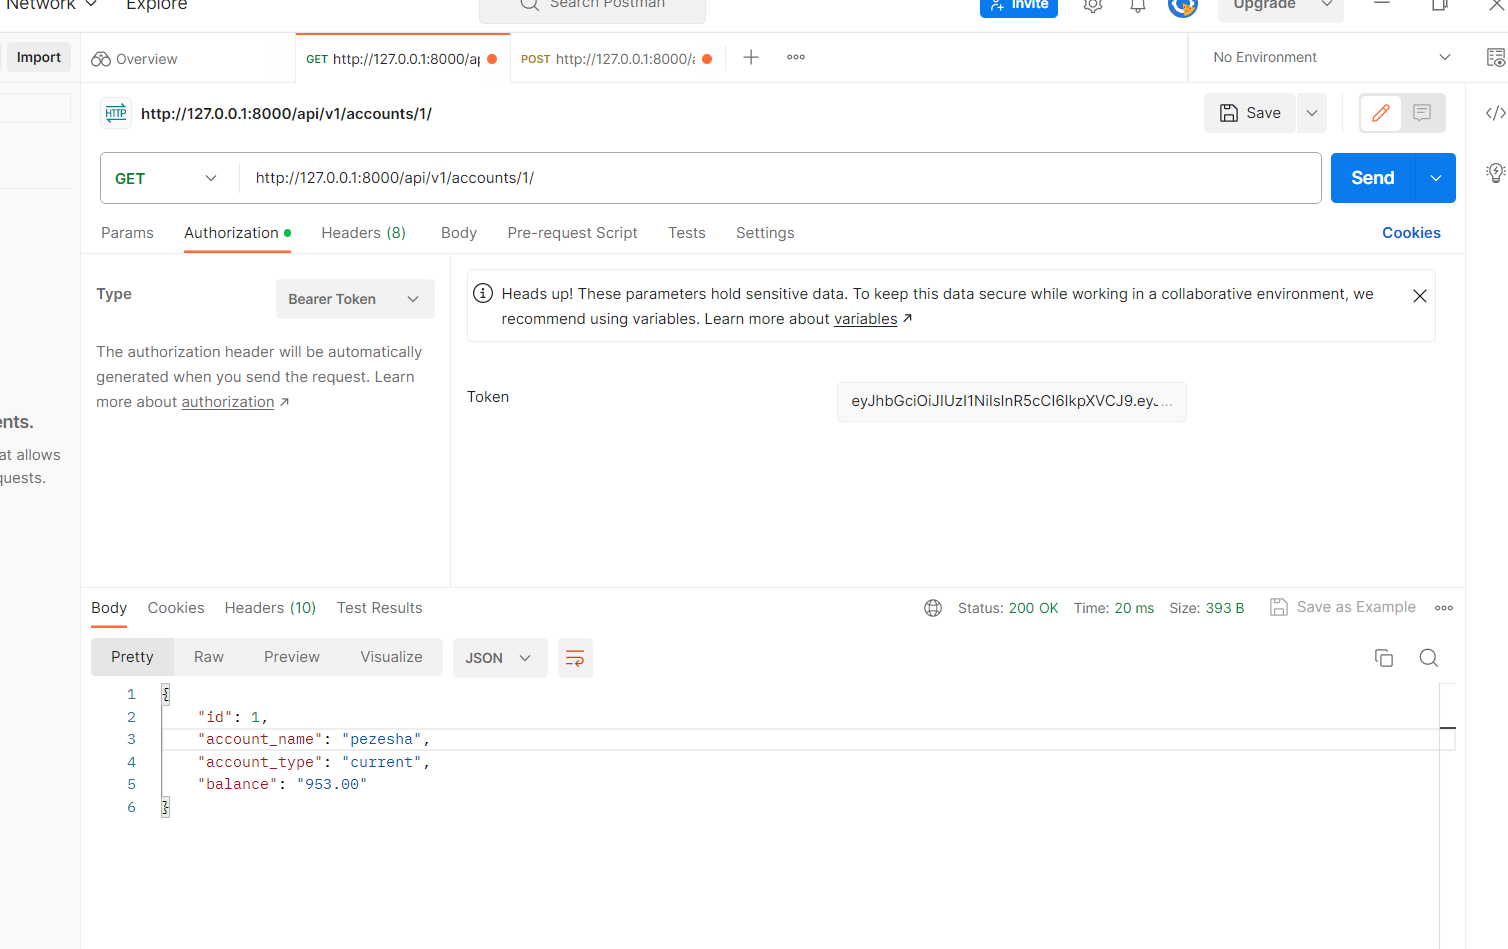 Network Explore Search Postman Invite Upgrade
Import Overview GET http://127.0.0.1:8000/ap POST http://127.0.0.1:8000/ No Environment
HTTP http://127.0.0.1:8000/api/v1/accounts/1/ Save
GET http://127.0.0.1:8000/api/v1/accounts/1/ Send
Params Authorization Headers (8) Body Pre-request Script Tests Settings Cookies
Type Bearer Token
The authorization header will be automatically
generated when you send the request. Learn
more about authorization ↗
Heads up! These parameters hold sensitive data. To keep this data secure while working in a collaborative environment, we
recommend using variables. Learn more about variables ↗
Token eyJhbGciOiJIUzI1NiIsInR5cCI6IkpXVCJ9.eyJ...
ents.
at allows
quests.
Body Cookies Headers (10) Test Results Status: 200 OK Time: 20 ms Size: 393 B Save as Example
Pretty Raw Preview Visualize JSON
1 {
2 "id": 1,
3 "account_name": "pezesha",
4 "account_type": "current",
5 "balance": "953.00"
6 }